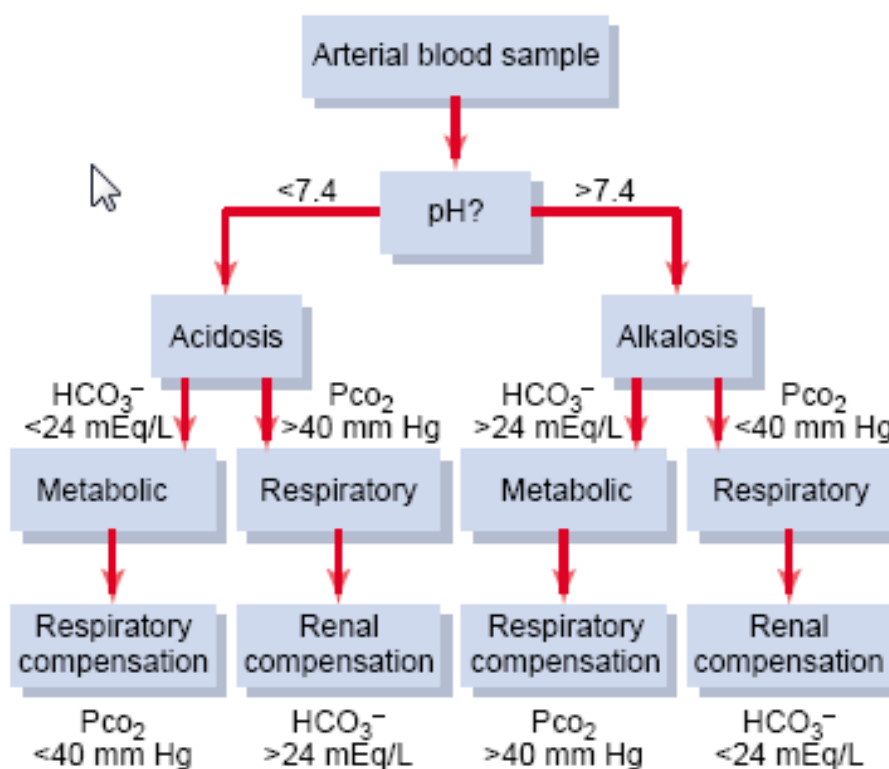 Arterial blood sample
<7.4
pH?
>7.4
Acidosis
Alkalosis
HCO₃⁻
<24 mEq/L
Pco₂
>40 mm Hg
HCO₃⁻
>24 mEq/L
Pco₂
<40 mm Hg
Metabolic
Respiratory
Metabolic
Respiratory
Respiratory
compensation
Renal
compensation
Respiratory
compensation
Renal
compensation
Pco₂
<40 mm Hg
HCO₃⁻
>24 mEq/L
Pco₂
>40 mm Hg
HCO₃⁻
<24 mEq/L